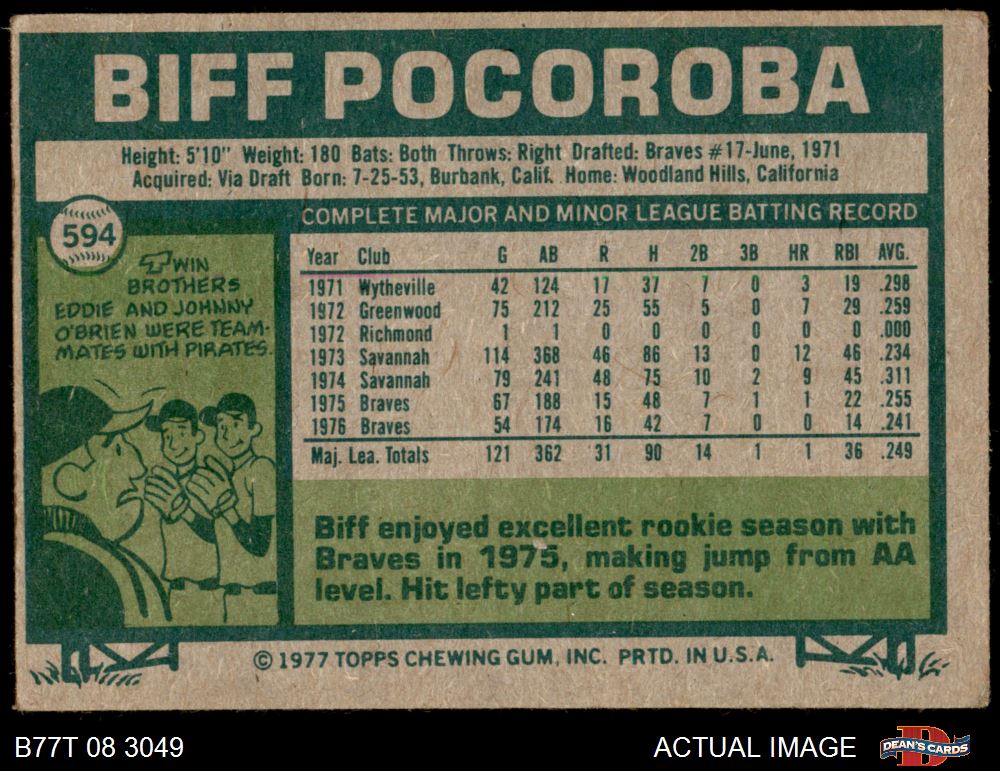 BIFF POCOROBA
Height: 5'10" Weight: 180 Bats: Both Throws: Right Drafted: Braves #17-June, 1971
Acquired: Via Draft Born: 7-25-53, Burbank, Calif. Home: Woodland Hills, California
594
TWIN
BROTHERS
EDDIE AND JOHNNY
O'BRIEN WERE TEAM-
MATES WITH PIRATES.
COMPLETE MAJOR AND MINOR LEAGUE BATTING RECORD
Year Club G AB R H 2B 3B HR RBI AVG.
1971 Wytheville 42 124 17 37 7 0 3 19 .298
1972 Greenwood 75 212 25 55 5 0 7 29 .259
1972 Richmond 1 1 0 0 0 0 0 0 .000
1973 Savannah 114 368 46 86 13 0 12 46 .234
1974 Savannah 79 241 48 75 10 2 9 45 .311
1975 Braves 67 188 15 48 7 1 1 22 .255
1976 Braves 54 174 16 42 7 0 0 14 .241
Maj. Lea. Totals 121 362 31 90 14 1 1 36 .249
Biff enjoyed excellent rookie season with
Braves in 1975, making jump from AA
level. Hit lefty part of season.
© 1977 TOPPS CHEWING GUM, INC. PRTD. IN U.S.A.
B77T 08 3049
ACTUAL IMAGE
DEAN'S CARDS